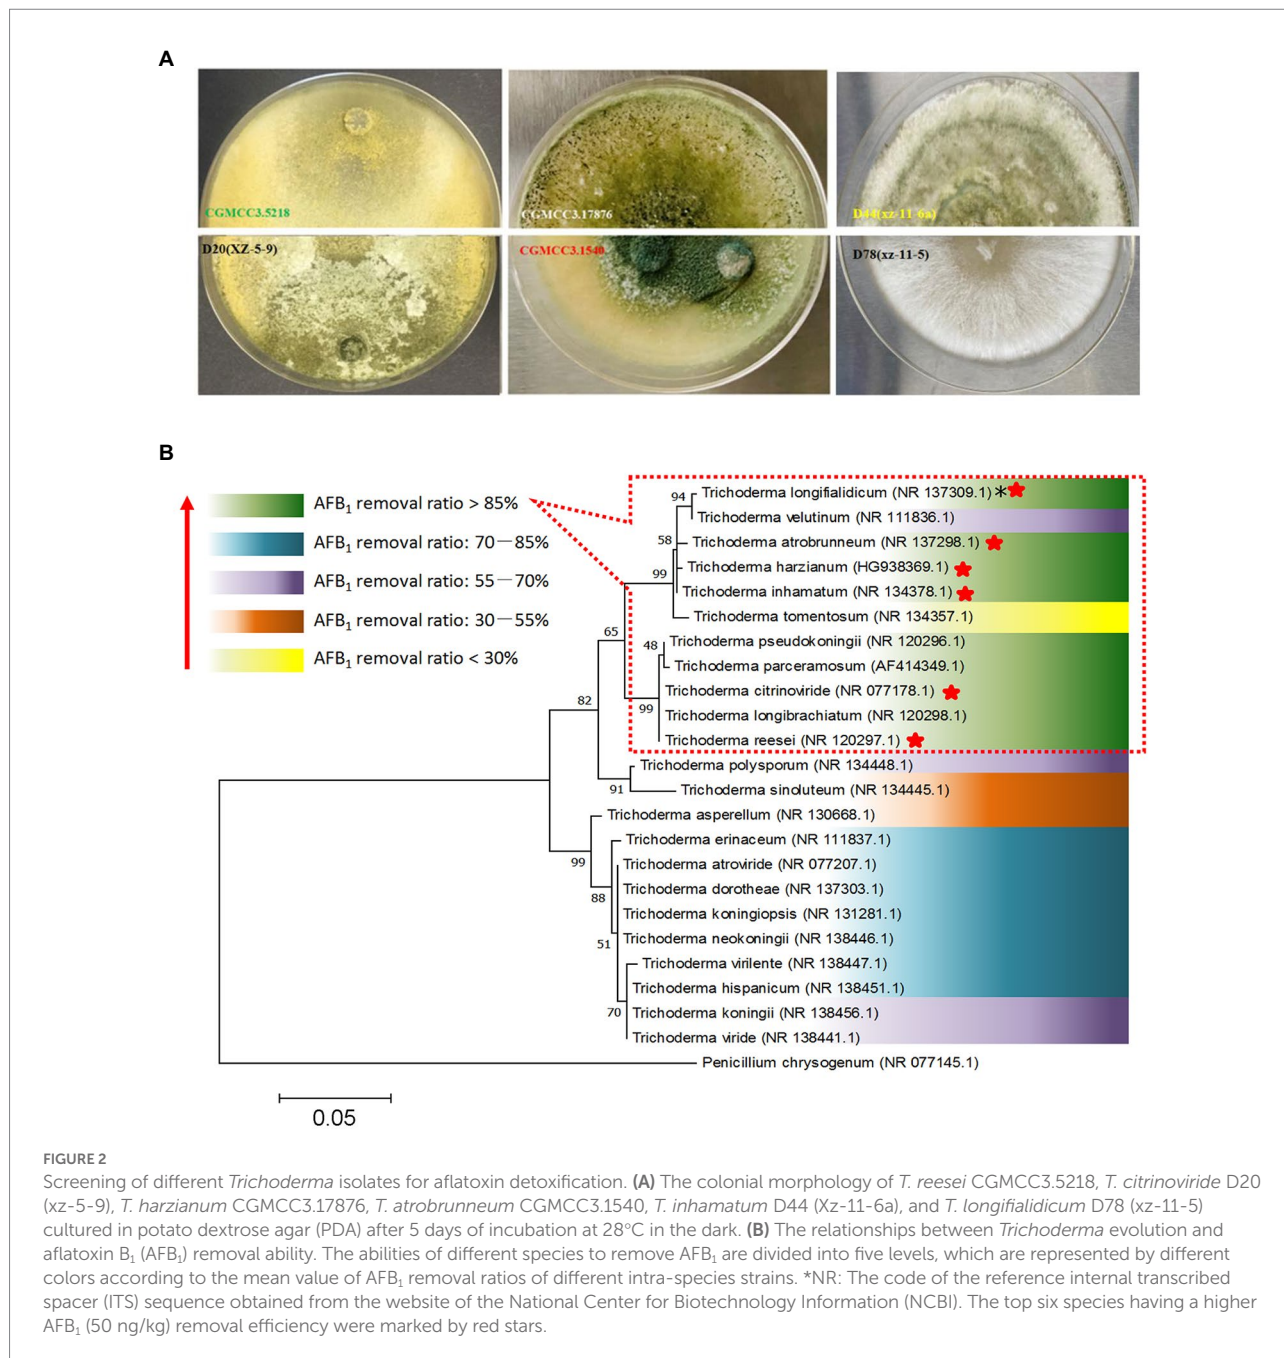 A
CGMCC3.5218
CGMCC3.17876
D44(xz-11-6a)
D20(XZ-5-9)
CGMCC3.1540
D78(xz-11-5)
B
AFB₁ removal ratio > 85%
AFB₁ removal ratio: 70—85%
AFB₁ removal ratio: 55—70%
AFB₁ removal ratio: 30—55%
AFB₁ removal ratio < 30%
94
Trichoderma longifialidicum (NR 137309.1)*
Trichoderma velutinum (NR 111836.1)
58
Trichoderma atrobrunneum (NR 137298.1)
99
Trichoderma harzianum (HG938369.1)
Trichoderma inhamatum (NR 134378.1)
Trichoderma tomentosum (NR 134357.1)
65
48
Trichoderma pseudokoningii (NR 120296.1)
Trichoderma parceramosum (AF414349.1)
Trichoderma citrinoviride (NR 077178.1)
82
99
Trichoderma longibrachiatum (NR 120298.1)
Trichoderma reesei (NR 120297.1)
Trichoderma polysporum (NR 134448.1)
91
Trichoderma sinoluteum (NR 134445.1)
Trichoderma asperellum (NR 130668.1)
Trichoderma erinaceum (NR 111837.1)
99
Trichoderma atroviride (NR 077207.1)
Trichoderma dorotheae (NR 137303.1)
88
Trichoderma koningiopsis (NR 131281.1)
51
Trichoderma neokoningii (NR 138446.1)
Trichoderma virilente (NR 138447.1)
Trichoderma hispanicum (NR 138451.1)
70
Trichoderma koningii (NR 138456.1)
Trichoderma viride (NR 138441.1)
Penicillium chrysogenum (NR 077145.1)
0.05
FIGURE 2
Screening of different Trichoderma isolates for aflatoxin detoxification. (A) The colonial morphology of T. reesei CGMCC3.5218, T. citrinoviride D20
(xz-5-9), T. harzianum CGMCC3.17876, T. atrobrunneum CGMCC3.1540, T. inhamatum D44 (Xz-11-6a), and T. longifialidicum D78 (xz-11-5)
cultured in potato dextrose agar (PDA) after 5 days of incubation at 28°C in the dark. (B) The relationships between Trichoderma evolution and
aflatoxin B₁ (AFB₁) removal ability. The abilities of different species to remove AFB₁ are divided into five levels, which are represented by different
colors according to the mean value of AFB₁ removal ratios of different intra-species strains. *NR: The code of the reference internal transcribed
spacer (ITS) sequence obtained from the website of the National Center for Biotechnology Information (NCBI). The top six species having a higher
AFB₁ (50 ng/kg) removal efficiency were marked by red stars.